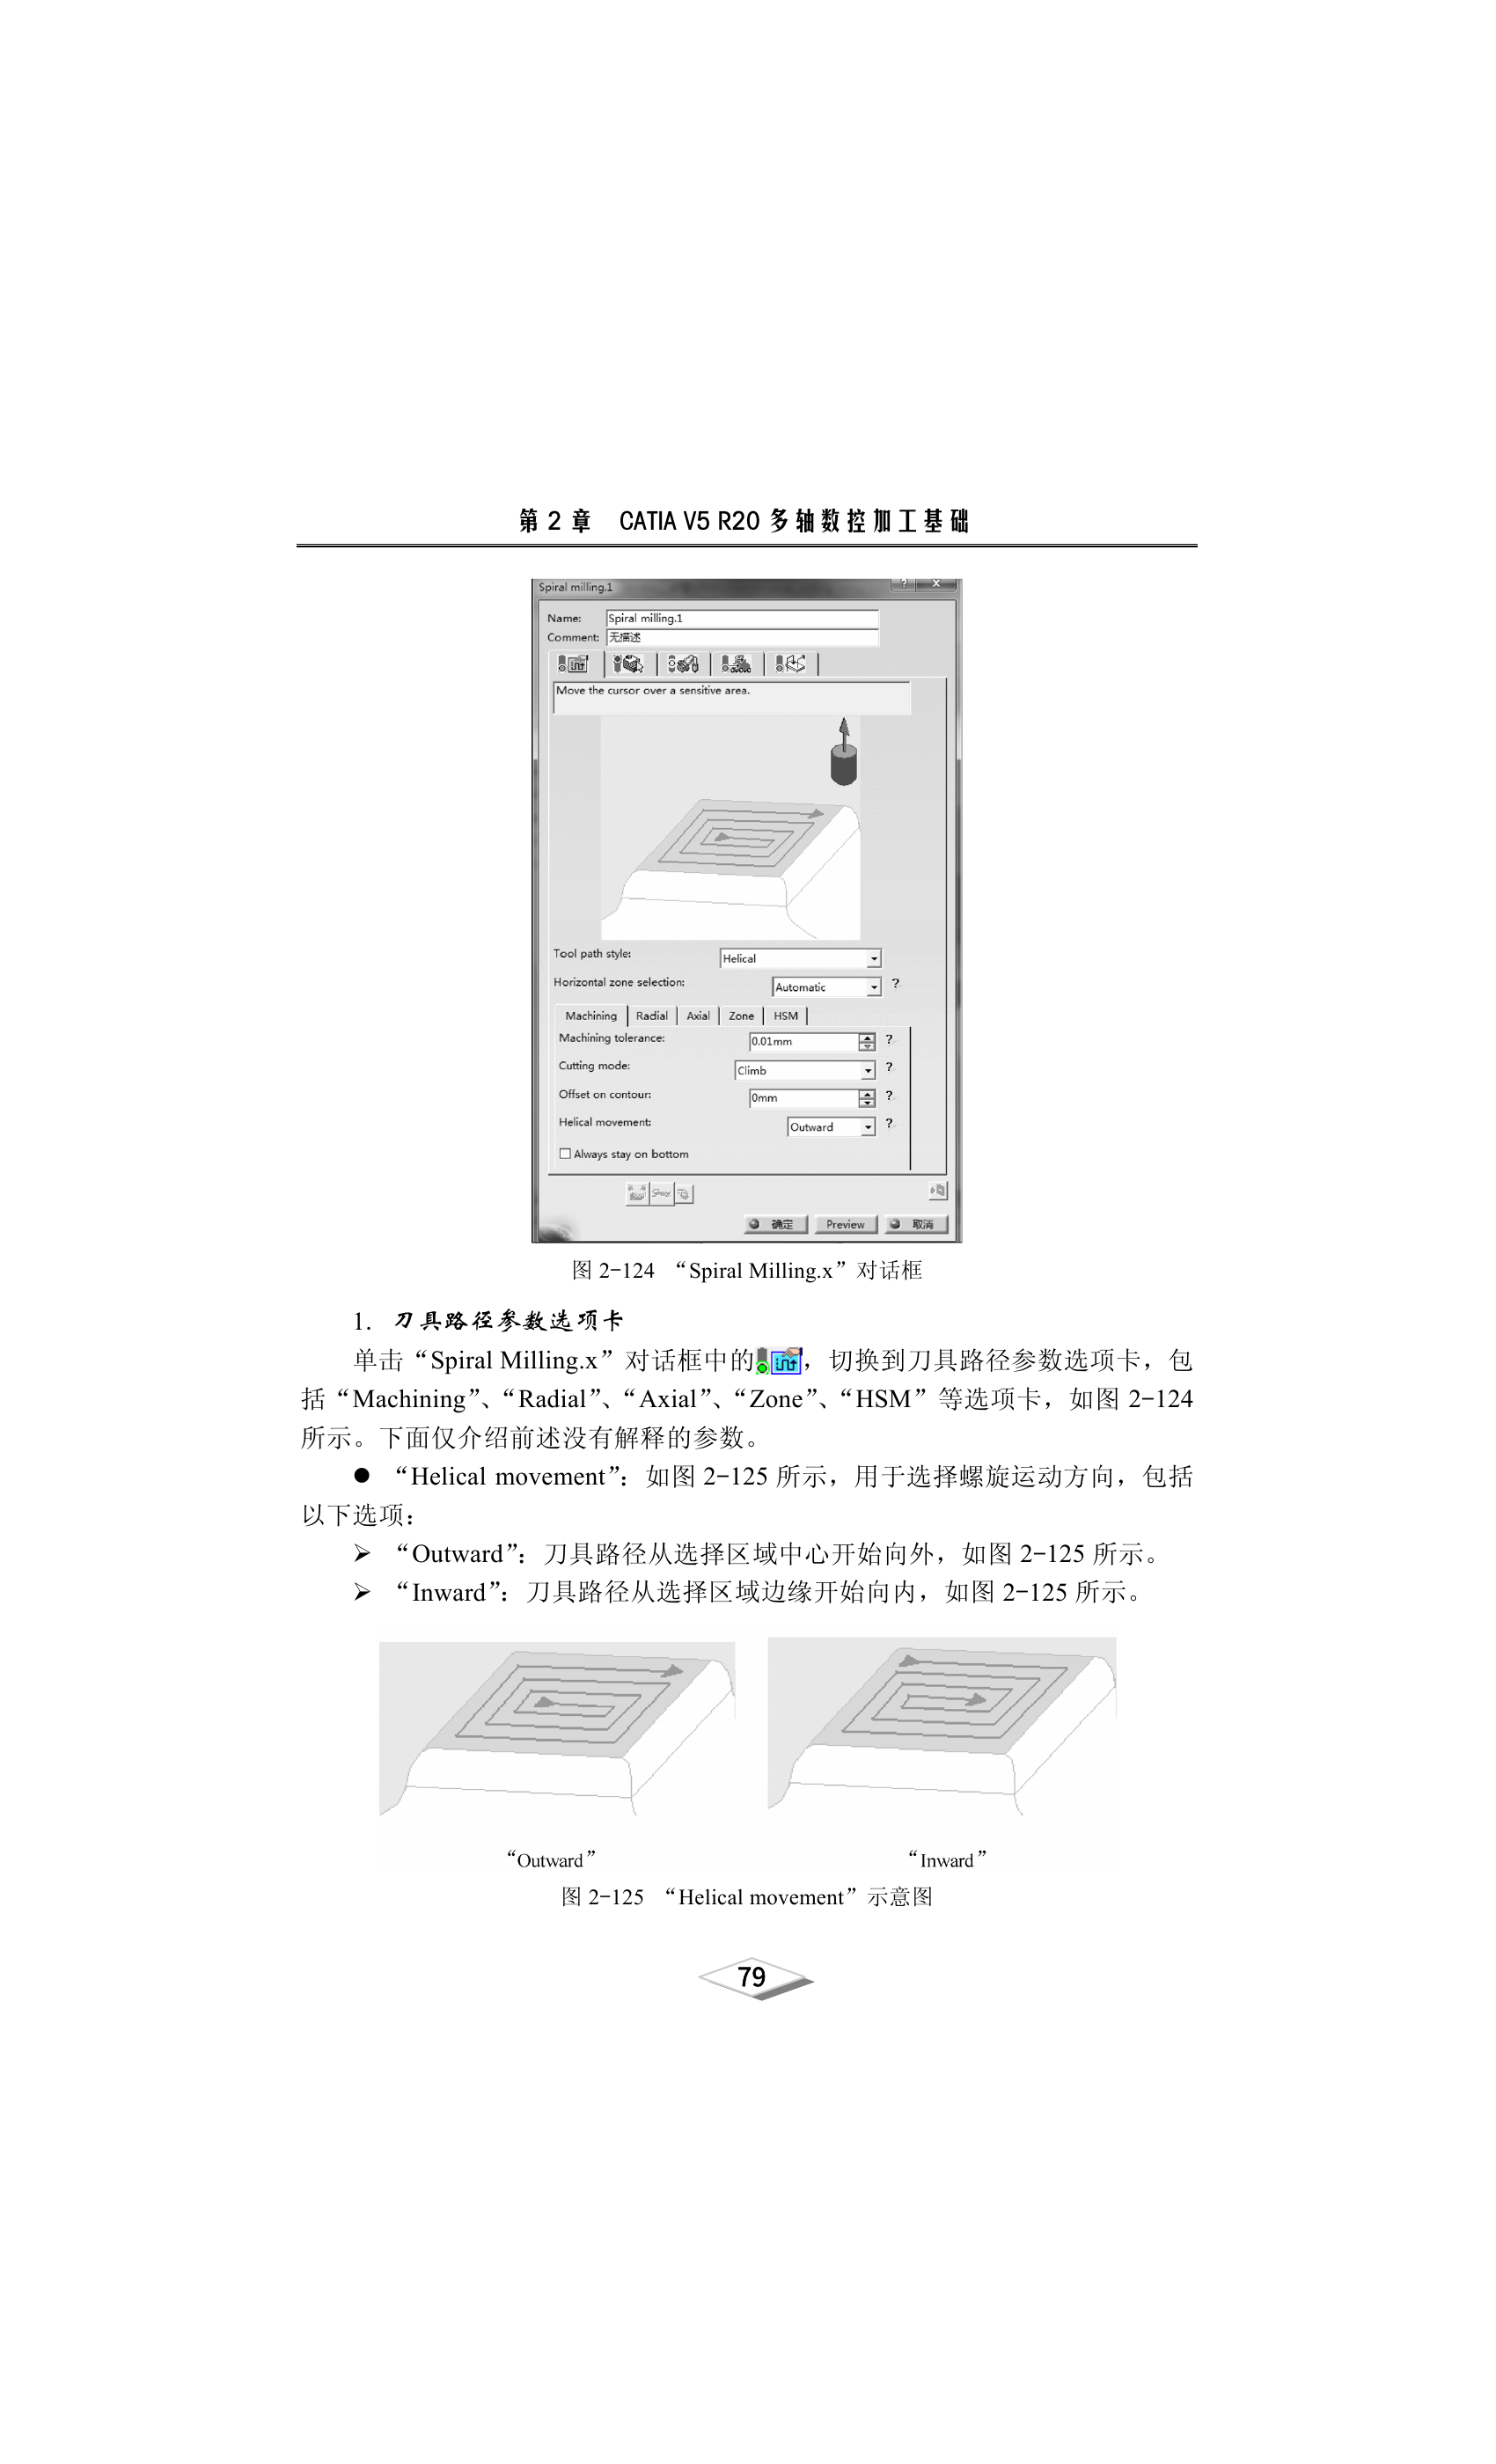 第 2 章 CATIA V5 R20 多轴数控加工基础
Spiral milling.1
Name: Spiral milling.1
Comment: 无描述
Move the cursor over a sensitive area.
Tool path style: Helical
Horizontal zone selection: Automatic ?
Machining Radial Axial Zone HSM
Machining tolerance: 0.01mm ?
Cutting mode: Climb ?
Offset on contour: 0mm ?
Helical movement: Outward ?
Always stay on bottom
确定 Preview 取消
图 2-124 “Spiral Milling.x”对话框
1. 刀具路径参数选项卡
单击“Spiral Milling.x”对话框中的，切换到刀具路径参数选项卡，包
括“Machining”、“Radial”、“Axial”、“Zone”、“HSM”等选项卡，如图 2-124
所示。下面仅介绍前述没有解释的参数。
● “Helical movement”：如图 2-125 所示，用于选择螺旋运动方向，包括
以下选项：
➢ “Outward”：刀具路径从选择区域中心开始向外，如图 2-125 所示。
➢ “Inward”：刀具路径从选择区域边缘开始向内，如图 2-125 所示。
“Outward” “Inward”
图 2-125 “Helical movement”示意图
79